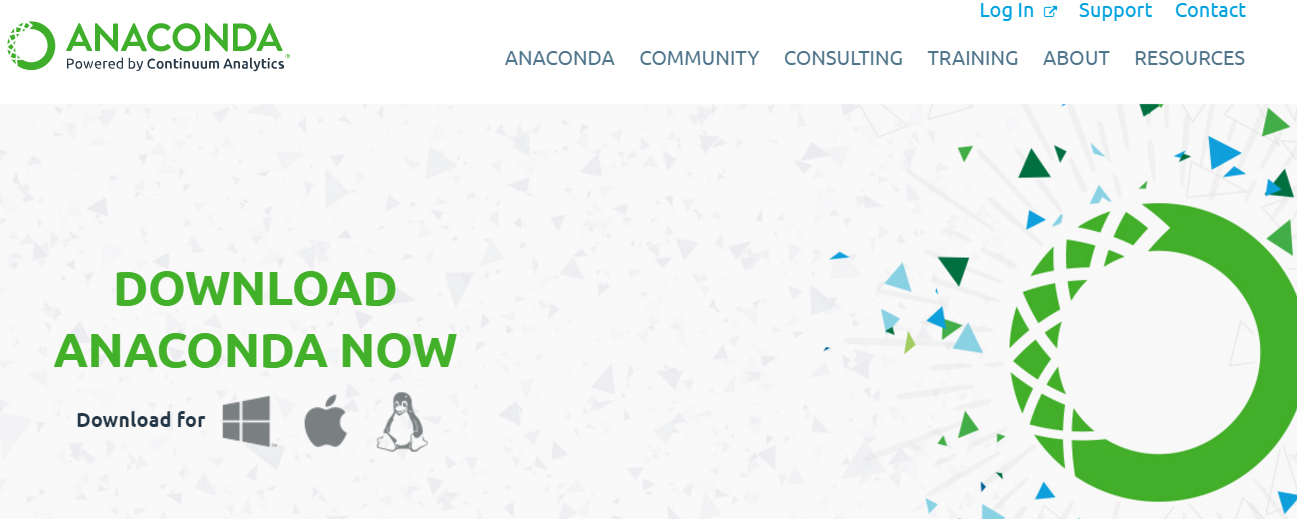 Log In Support Contact
ANACONDA
Powered by Continuum Analytics
ANACONDA COMMUNITY CONSULTING TRAINING ABOUT RESOURCES
DOWNLOAD
ANACONDA NOW
Download for